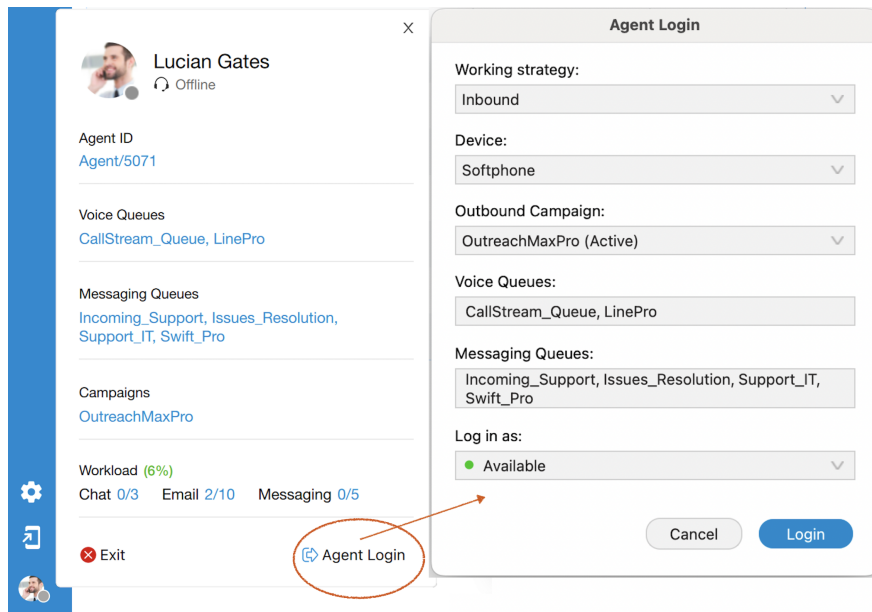 X
Lucian Gates
Offline
Agent ID
Agent/5071
Voice Queues
CallStream_Queue, LinePro
Messaging Queues
Incoming_Support, Issues_Resolution,
Support_IT, Swift_Pro
Campaigns
OutreachMaxPro
Workload (6%)
Chat 0/3 Email 2/10 Messaging 0/5
Exit
Agent Login
Agent Login
Working strategy:
Inbound
Device:
Softphone
Outbound Campaign:
OutreachMaxPro (Active)
Voice Queues:
CallStream_Queue, LinePro
Messaging Queues:
Incoming_Support, Issues_Resolution, Support_IT,
Swift_Pro
Log in as:
Available
Cancel
Login